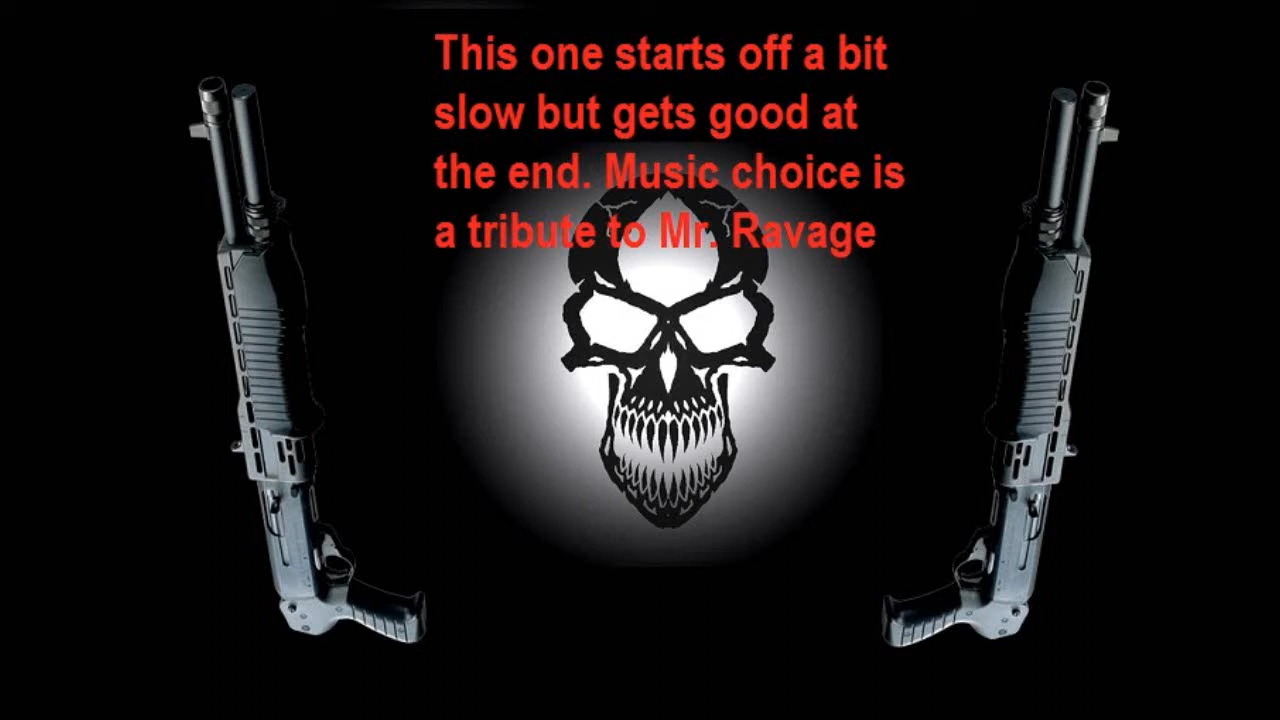 This one starts off a bit
slow but gets good at
the end. Music choice is
a tribute to Mr. Ravage